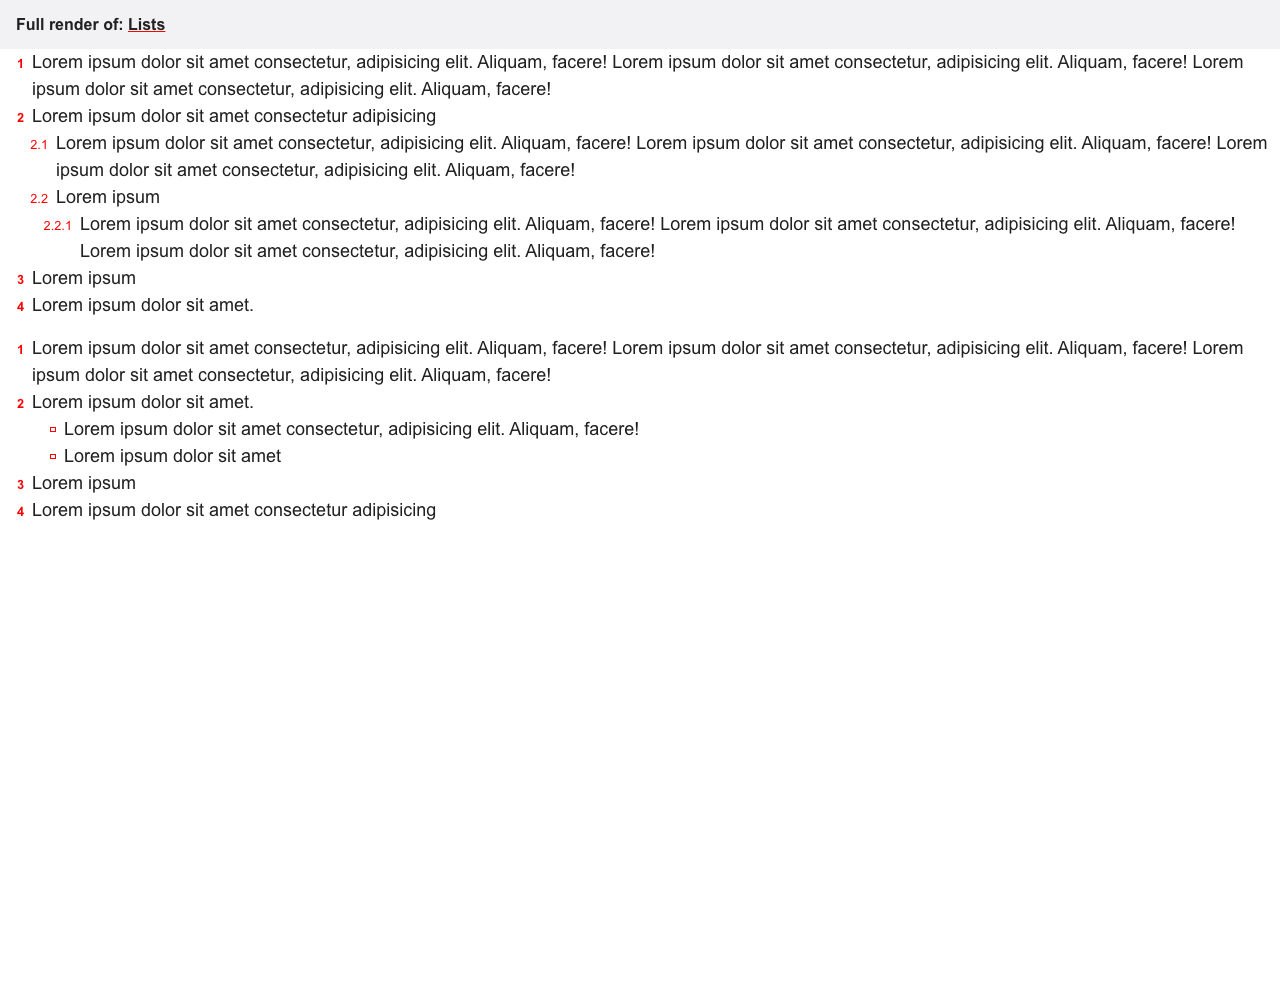 Full render of: Lists
1 Lorem ipsum dolor sit amet consectetur, adipisicing elit. Aliquam, facere! Lorem ipsum dolor sit amet consectetur, adipisicing elit. Aliquam, facere! Lorem
ipsum dolor sit amet consectetur, adipisicing elit. Aliquam, facere!
2 Lorem ipsum dolor sit amet consectetur adipisicing
2.1 Lorem ipsum dolor sit amet consectetur, adipisicing elit. Aliquam, facere! Lorem ipsum dolor sit amet consectetur, adipisicing elit. Aliquam, facere! Lorem
ipsum dolor sit amet consectetur, adipisicing elit. Aliquam, facere!
2.2 Lorem ipsum
2.2.1 Lorem ipsum dolor sit amet consectetur, adipisicing elit. Aliquam, facere! Lorem ipsum dolor sit amet consectetur, adipisicing elit. Aliquam, facere!
Lorem ipsum dolor sit amet consectetur, adipisicing elit. Aliquam, facere!
3 Lorem ipsum
4 Lorem ipsum dolor sit amet.
1 Lorem ipsum dolor sit amet consectetur, adipisicing elit. Aliquam, facere! Lorem ipsum dolor sit amet consectetur, adipisicing elit. Aliquam, facere! Lorem
ipsum dolor sit amet consectetur, adipisicing elit. Aliquam, facere!
2 Lorem ipsum dolor sit amet.
Lorem ipsum dolor sit amet consectetur, adipisicing elit. Aliquam, facere!
Lorem ipsum dolor sit amet
3 Lorem ipsum
4 Lorem ipsum dolor sit amet consectetur adipisicing